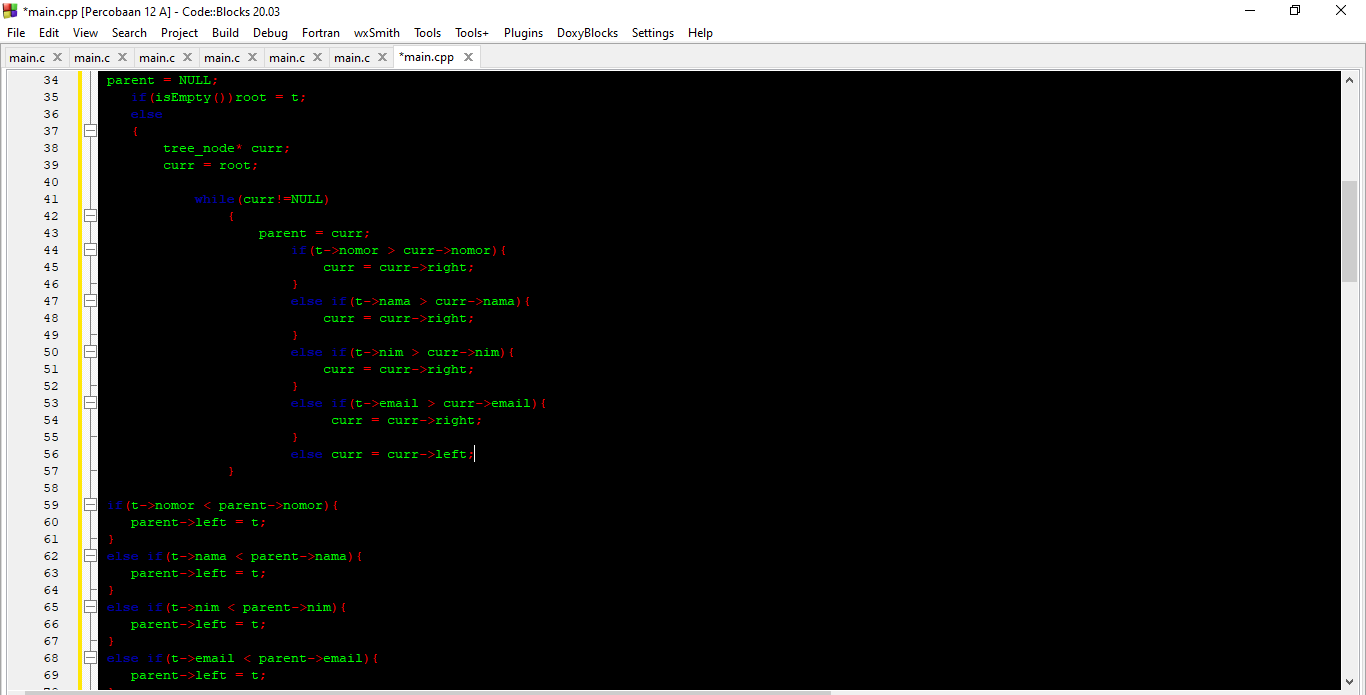 *main.cpp [Percobaan 12 A] - Code::Blocks 20.03
File Edit View Search Project Build Debug Fortran wxSmith Tools Tools+ Plugins DoxyBlocks Settings Help
main.c main.c main.c main.c main.c main.c *main.cpp
34 parent = NULL;
35 if(isEmpty())root = t;
36 else
37 {
38 tree_node* curr;
39 curr = root;
40
41 while(curr!=NULL)
42 {
43 parent = curr;
44 if(t->nomor > curr->nomor){
45 curr = curr->right;
46 }
47 else if(t->nama > curr->nama){
48 curr = curr->right;
49 }
50 else if(t->nim > curr->nim){
51 curr = curr->right;
52 }
53 else if(t->email > curr->email){
54 curr = curr->right;
55 }
56 else curr = curr->left;
57 }
58
59 if(t->nomor < parent->nomor){
60 parent->left = t;
61 }
62 else if(t->nama < parent->nama){
63 parent->left = t;
64 }
65 else if(t->nim < parent->nim){
66 parent->left = t;
67 }
68 else if(t->email < parent->email){
69 parent->left = t;